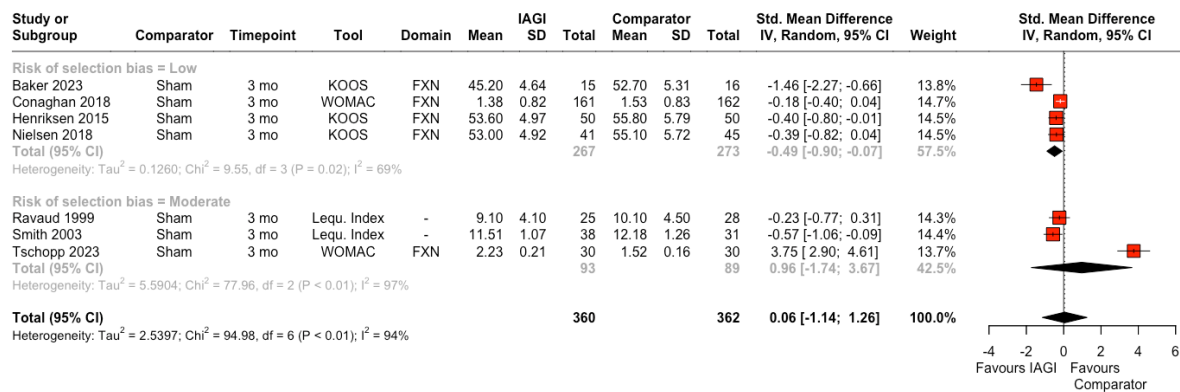 Study or IAGI Comparator Std. Mean Difference Std. Mean Difference
Subgroup Comparator Timepoint Tool Domain Mean SD Total Mean SD Total IV, Random, 95% CI Weight IV, Random, 95% CI
Risk of selection bias = Low
Baker 2023 Sham 3 mo KOOS FXN 45.20 4.64 15 52.70 5.31 16 -1.46 [-2.27; -0.66] 13.8%
Conaghan 2018 Sham 3 mo WOMAC FXN 1.38 0.82 161 1.53 0.83 162 -0.18 [-0.40; 0.04] 14.7%
Henriksen 2015 Sham 3 mo KOOS FXN 53.60 4.97 50 55.80 5.79 50 -0.40 [-0.80; -0.01] 14.5%
Nielsen 2018 Sham 3 mo KOOS FXN 53.00 4.92 41 55.10 5.72 45 -0.39 [-0.82; 0.04] 14.5%
Total (95% CI) 267 273 -0.49 [-0.90; -0.07] 57.5%
Heterogeneity: Tau² = 0.1260; Chi² = 9.55, df = 3 (P = 0.02); I² = 69%
Risk of selection bias = Moderate
Ravaud 1999 Sham 3 mo Lequ. Index - 9.10 4.10 25 10.10 4.50 28 -0.23 [-0.77; 0.31] 14.3%
Smith 2003 Sham 3 mo Lequ. Index - 11.51 1.07 38 12.18 1.26 31 -0.57 [-1.06; -0.09] 14.4%
Tschopp 2023 Sham 3 mo WOMAC FXN 2.23 0.21 30 1.52 0.16 30 3.75 [2.90; 4.61] 13.7%
Total (95% CI) 93 89 0.96 [-1.74; 3.67] 42.5%
Heterogeneity: Tau² = 5.5904; Chi² = 77.96, df = 2 (P < 0.01); I² = 97%
Total (95% CI) 360 362 0.06 [-1.14; 1.26] 100.0%
Heterogeneity: Tau² = 2.5397; Chi² = 94.98, df = 6 (P < 0.01); I² = 94%
-4 -2 0 2 4 6
Favours IAGI Favours
Comparator